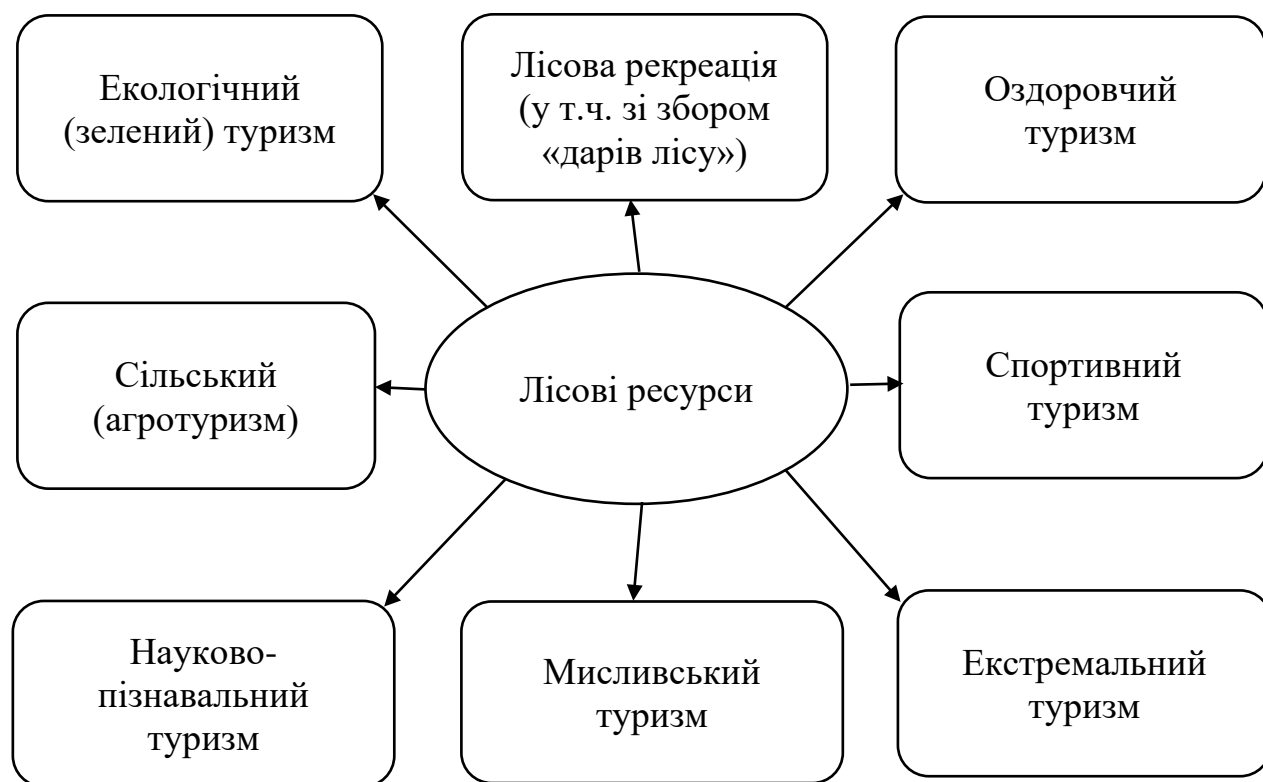 Екологічний
(зелений) туризм
Лісова рекреація
(у т.ч. зі збором
«дарів лісу»)
Оздоровчий
туризм
Сільський
(агротуризм)
Лісові ресурси
Спортивний
туризм
Науково-
пізнавальний
туризм
Мисливський
туризм
Екстремальний
туризм